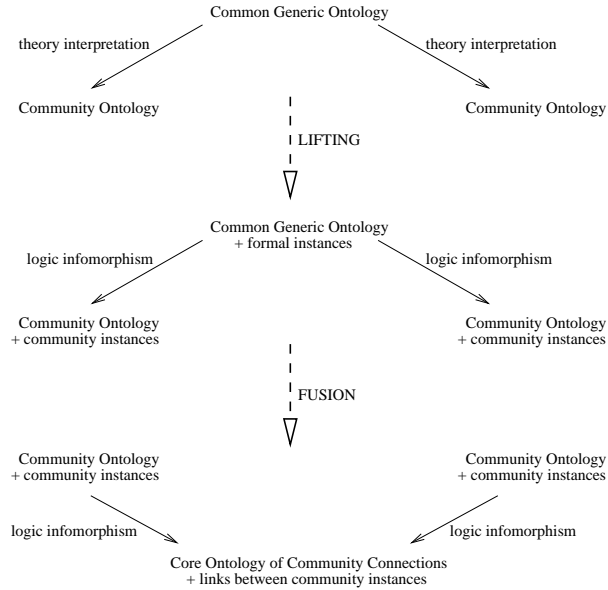 Common Generic Ontology
theory interpretation
theory interpretation
Community Ontology
Community Ontology
LIFTING
Common Generic Ontology
+ formal instances
logic infomorphism
logic infomorphism
Community Ontology
+ community instances
Community Ontology
+ community instances
FUSION
Community Ontology
+ community instances
Community Ontology
+ community instances
logic infomorphism
logic infomorphism
Core Ontology of Community Connections
+ links between community instances